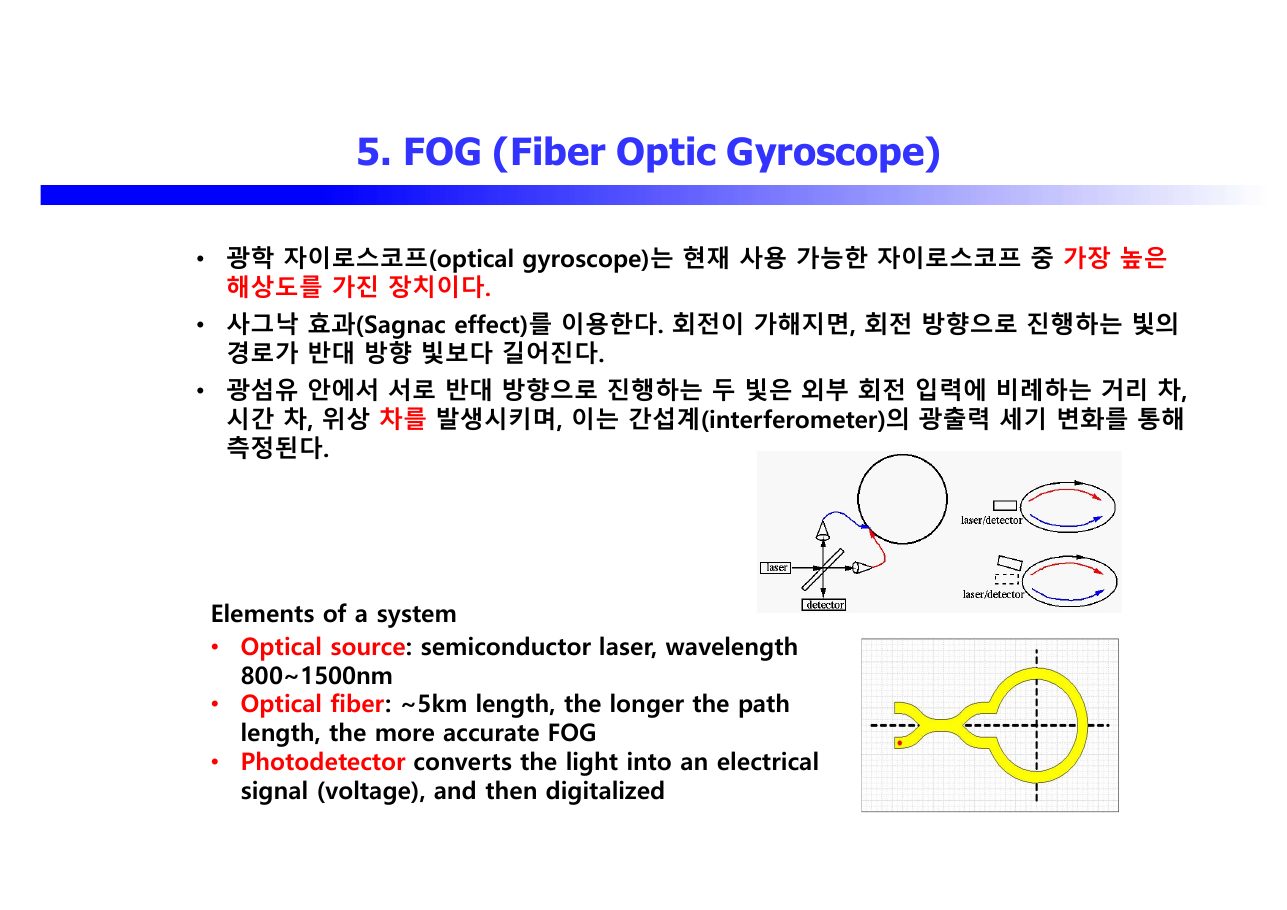 5. FOG (Fiber Optic Gyroscope)
• 광학 자이로스코프(optical gyroscope)는 현재 사용 가능한 자이로스코프 중 가장 높은
해상도를 가진 장치이다.
• 사그낙 효과(Sagnac effect)를 이용한다. 회전이 가해지면, 회전 방향으로 진행하는 빛의
경로가 반대 방향 빛보다 길어진다.
• 광섬유 안에서 서로 반대 방향으로 진행하는 두 빛은 외부 회전 입력에 비례하는 거리 차,
시간 차, 위상 차를 발생시키며, 이는 간섭계(interferometer)의 광출력 세기 변화를 통해
측정된다.
laser/detector
laser
laser/detector
detector
Elements of a system
• Optical source: semiconductor laser, wavelength
800~1500nm
• Optical fiber: ~5km length, the longer the path
length, the more accurate FOG
• Photodetector converts the light into an electrical
signal (voltage), and then digitalized